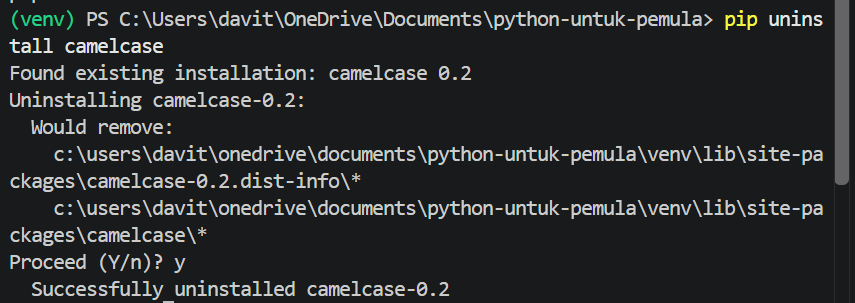 (venv) PS C:\Users\davit\OneDrive\Documents\python-untuk-pemula> pip unins
tall camelcase
Found existing installation: camelcase 0.2
Uninstalling camelcase-0.2:
  Would remove:
    c:\users\davit\onedrive\documents\python-untuk-pemula\venv\lib\site-pa
ckages\camelcase-0.2.dist-info\*
    c:\users\davit\onedrive\documents\python-untuk-pemula\venv\lib\site-pa
ckages\camelcase\*
Proceed (Y/n)? y
  Successfully uninstalled camelcase-0.2